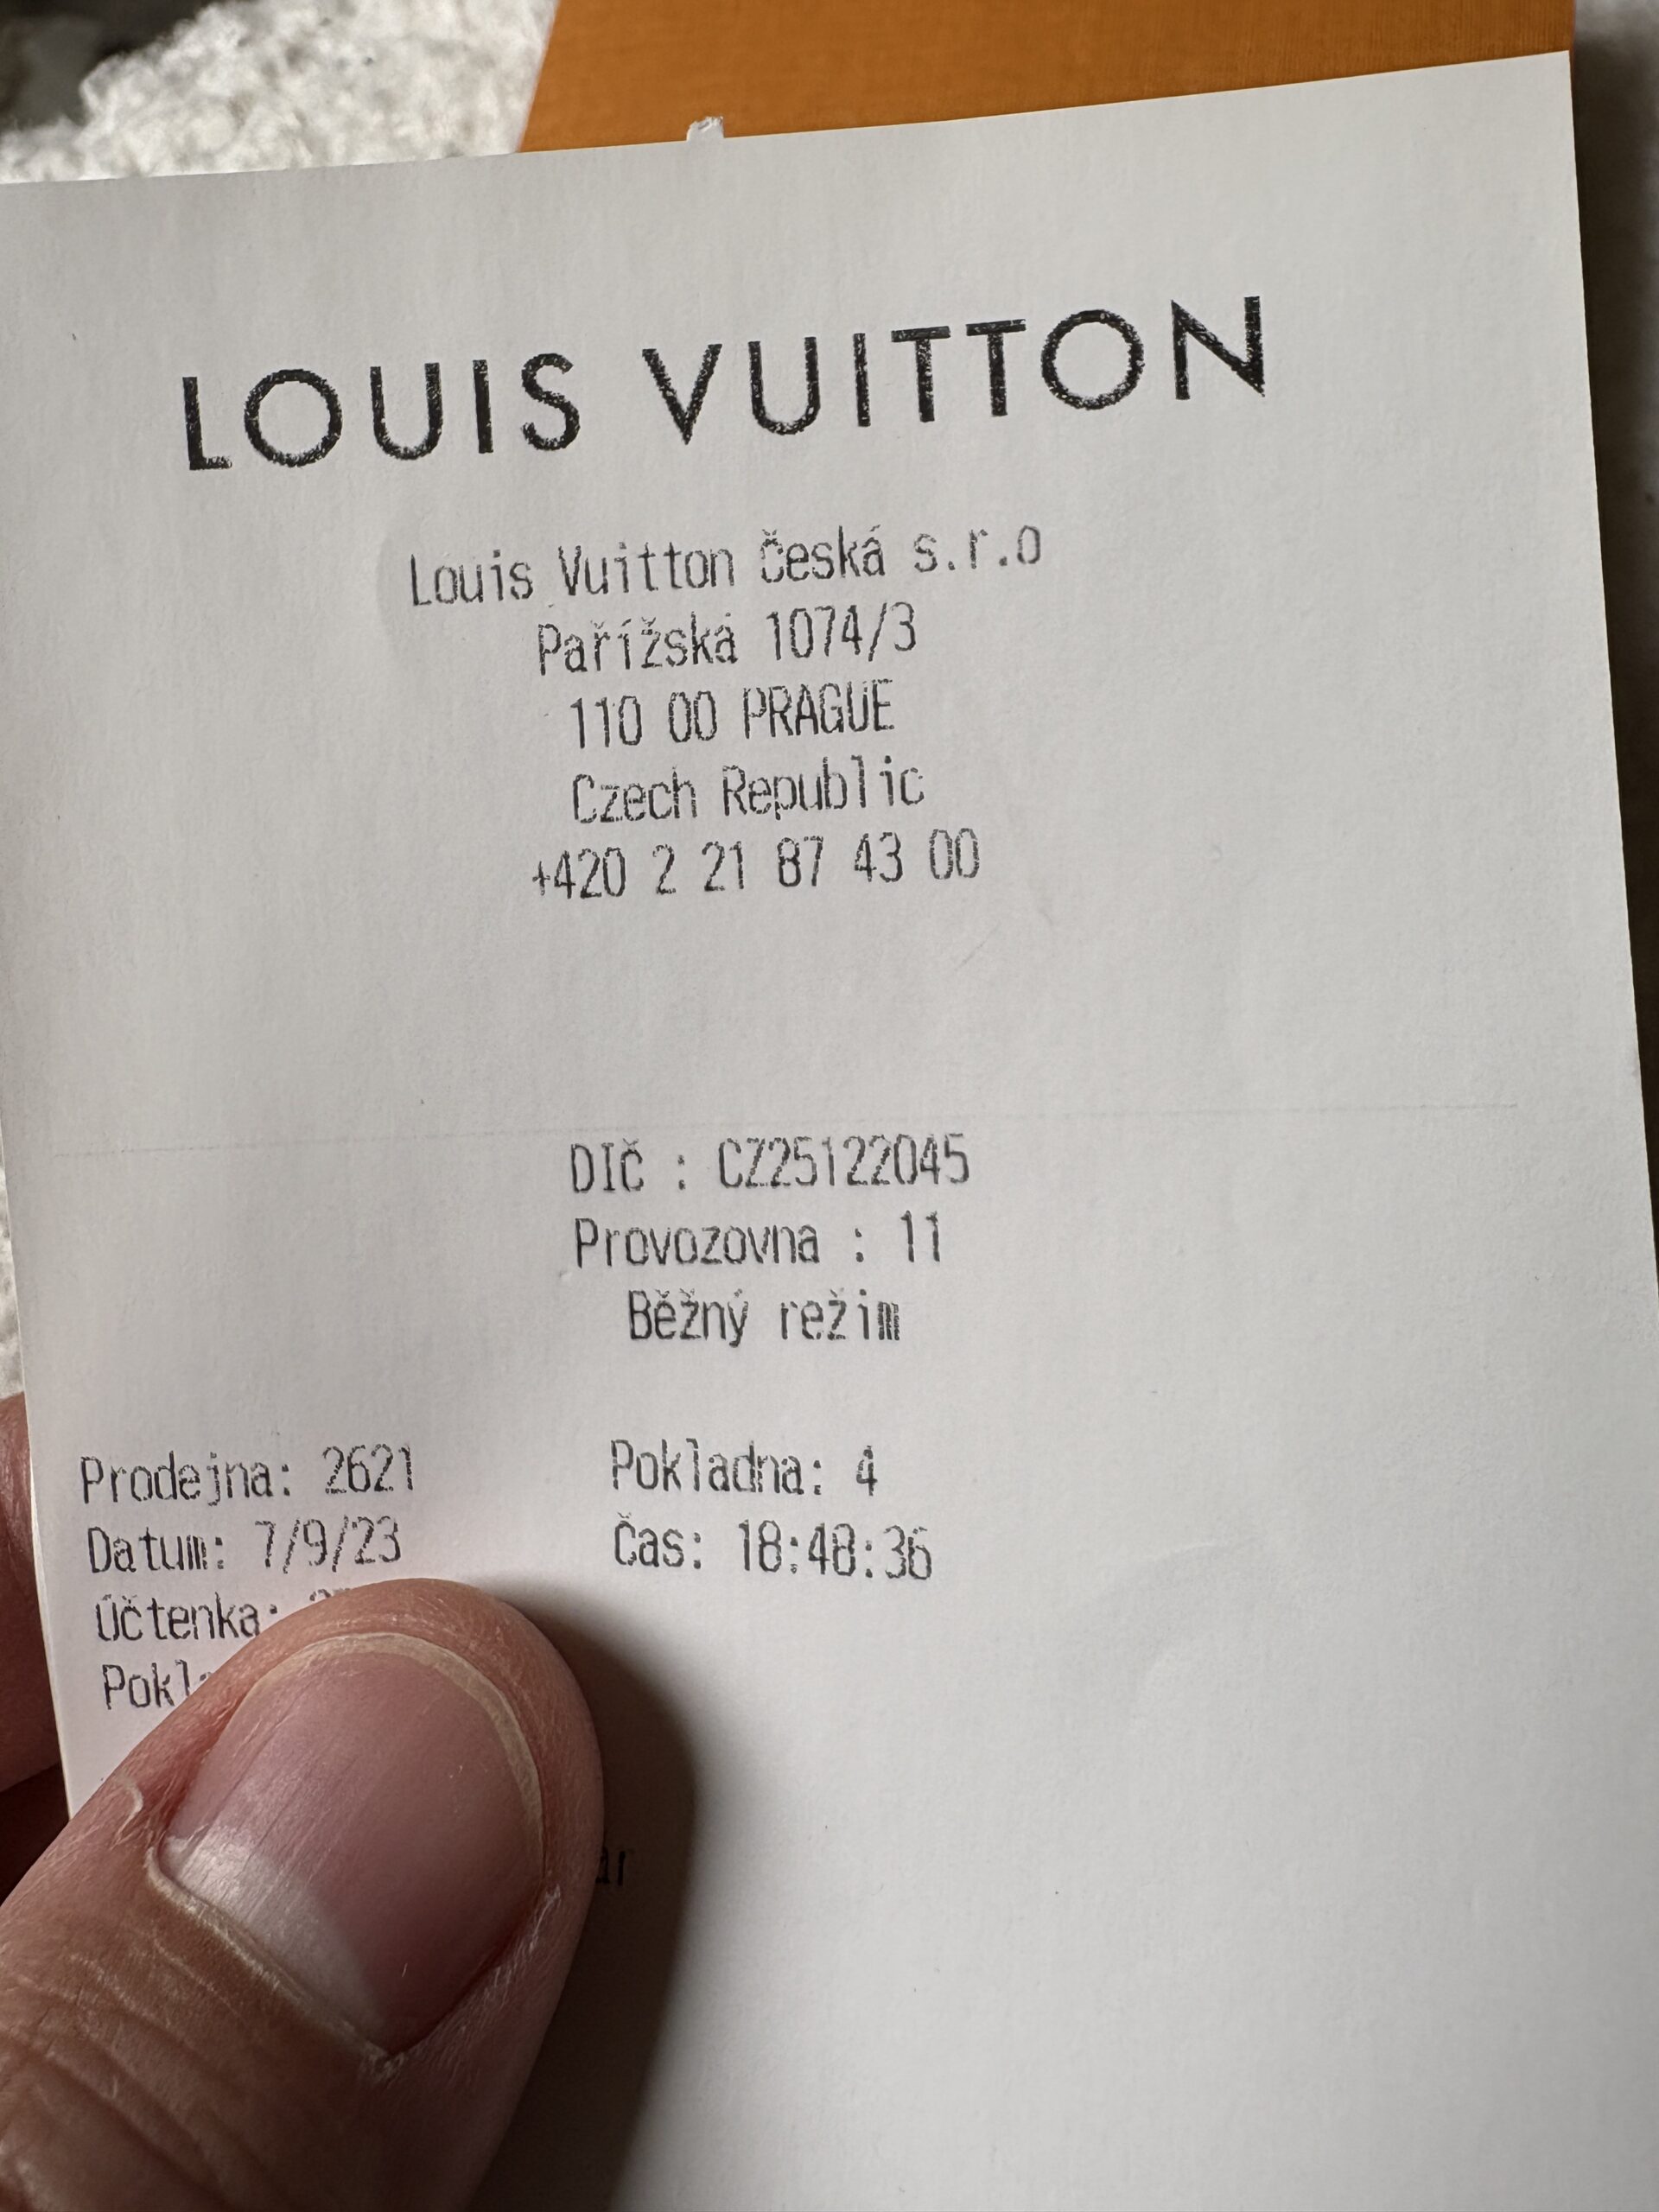 LOUIS VUITTON
Louis Vuitton Česká s.r.o
Pařížská 1074/3
110 00 PRAGUE
Czech Republic
+420 2 21 87 43 00
DIČ : CZ25122045
Provozovna : 11
Běžný režim
Prodejna: 2621 Pokladna: 4
Datum: 7/9/23 Čas: 18:48:36
Účtenka: